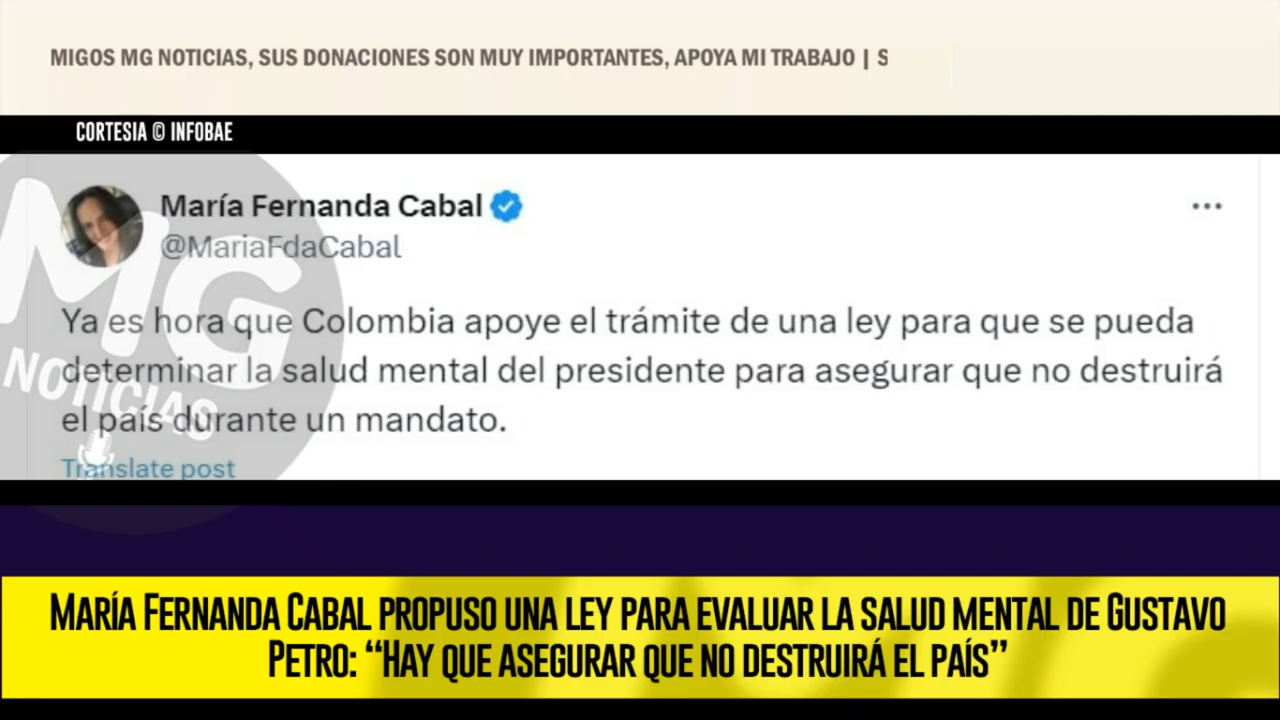 MIGOS MG NOTICIAS, SUS DONACIONES SON MUY IMPORTANTES, APOYA MI TRABAJO | S
CORTESIA © INFOBAE
María Fernanda Cabal
@MariaFdaCabal
Ya es hora que Colombia apoye el trámite de una ley para que se pueda
determinar la salud mental del presidente para asegurar que no destruirá
el país durante un mandato.
Translate post
MG
NOTICIAS
MARÍA FERNANDA CABAL PROPUSO UNA LEY PARA EVALUAR LA SALUD MENTAL DE GUSTAVO
PETRO: “HAY QUE ASEGURAR QUE NO DESTRUIRÁ EL PAÍS”